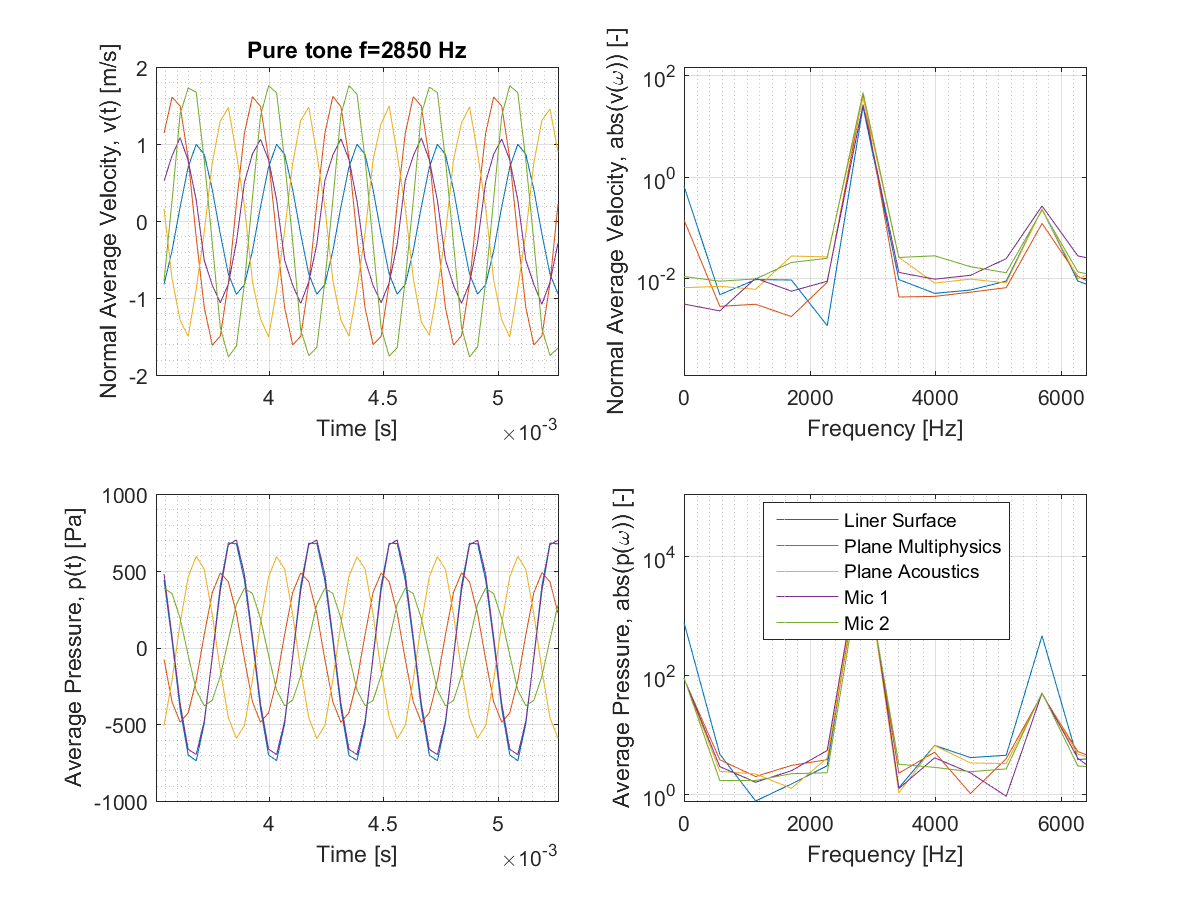 Pure tone f=2850 Hz
Normal Average Velocity, v(t) [m/s]
2
1
0
-1
-2
4
4.5
5
Time [s]
×10-3
Normal Average Velocity, abs(v(ω)) [-]
102
100
10-2
0
2000
4000
6000
Frequency [Hz]
Average Pressure, p(t) [Pa]
1000
500
0
-500
-1000
4
4.5
5
Time [s]
×10-3
Average Pressure, abs(p(ω)) [-]
104
102
100
Liner Surface
Plane Multiphysics
Plane Acoustics
Mic 1
Mic 2
0
2000
4000
6000
Frequency [Hz]